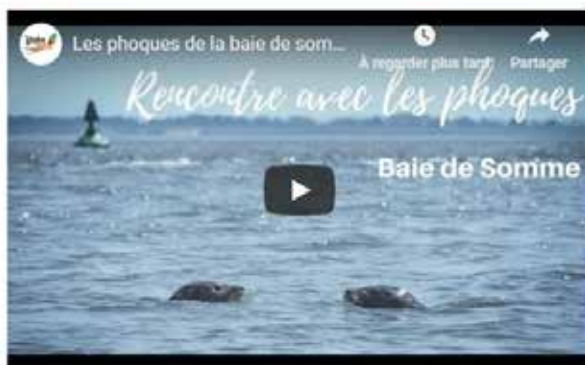 Les phoques de la baie de som...
À regarder plus tard
Partager
Rencontre avec les phoques
Baie de Somme